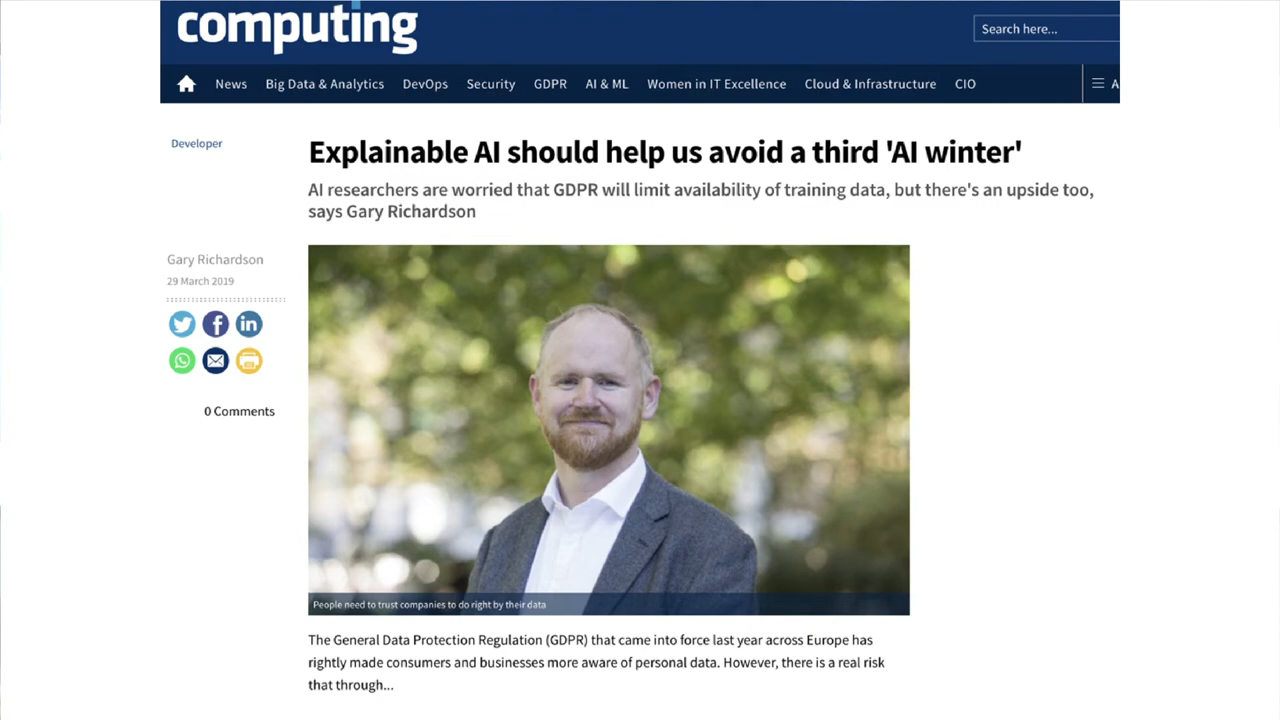 computing
Search here...
News Big Data & Analytics DevOps Security GDPR AI & ML Women in IT Excellence Cloud & Infrastructure CIO A
Developer
Explainable AI should help us avoid a third 'AI winter'
AI researchers are worried that GDPR will limit availability of training data, but there's an upside too,
says Gary Richardson
Gary Richardson
29 March 2019
0 Comments
People need to trust companies to do right by their data
The General Data Protection Regulation (GDPR) that came into force last year across Europe has
rightly made consumers and businesses more aware of personal data. However, there is a real risk
that through...